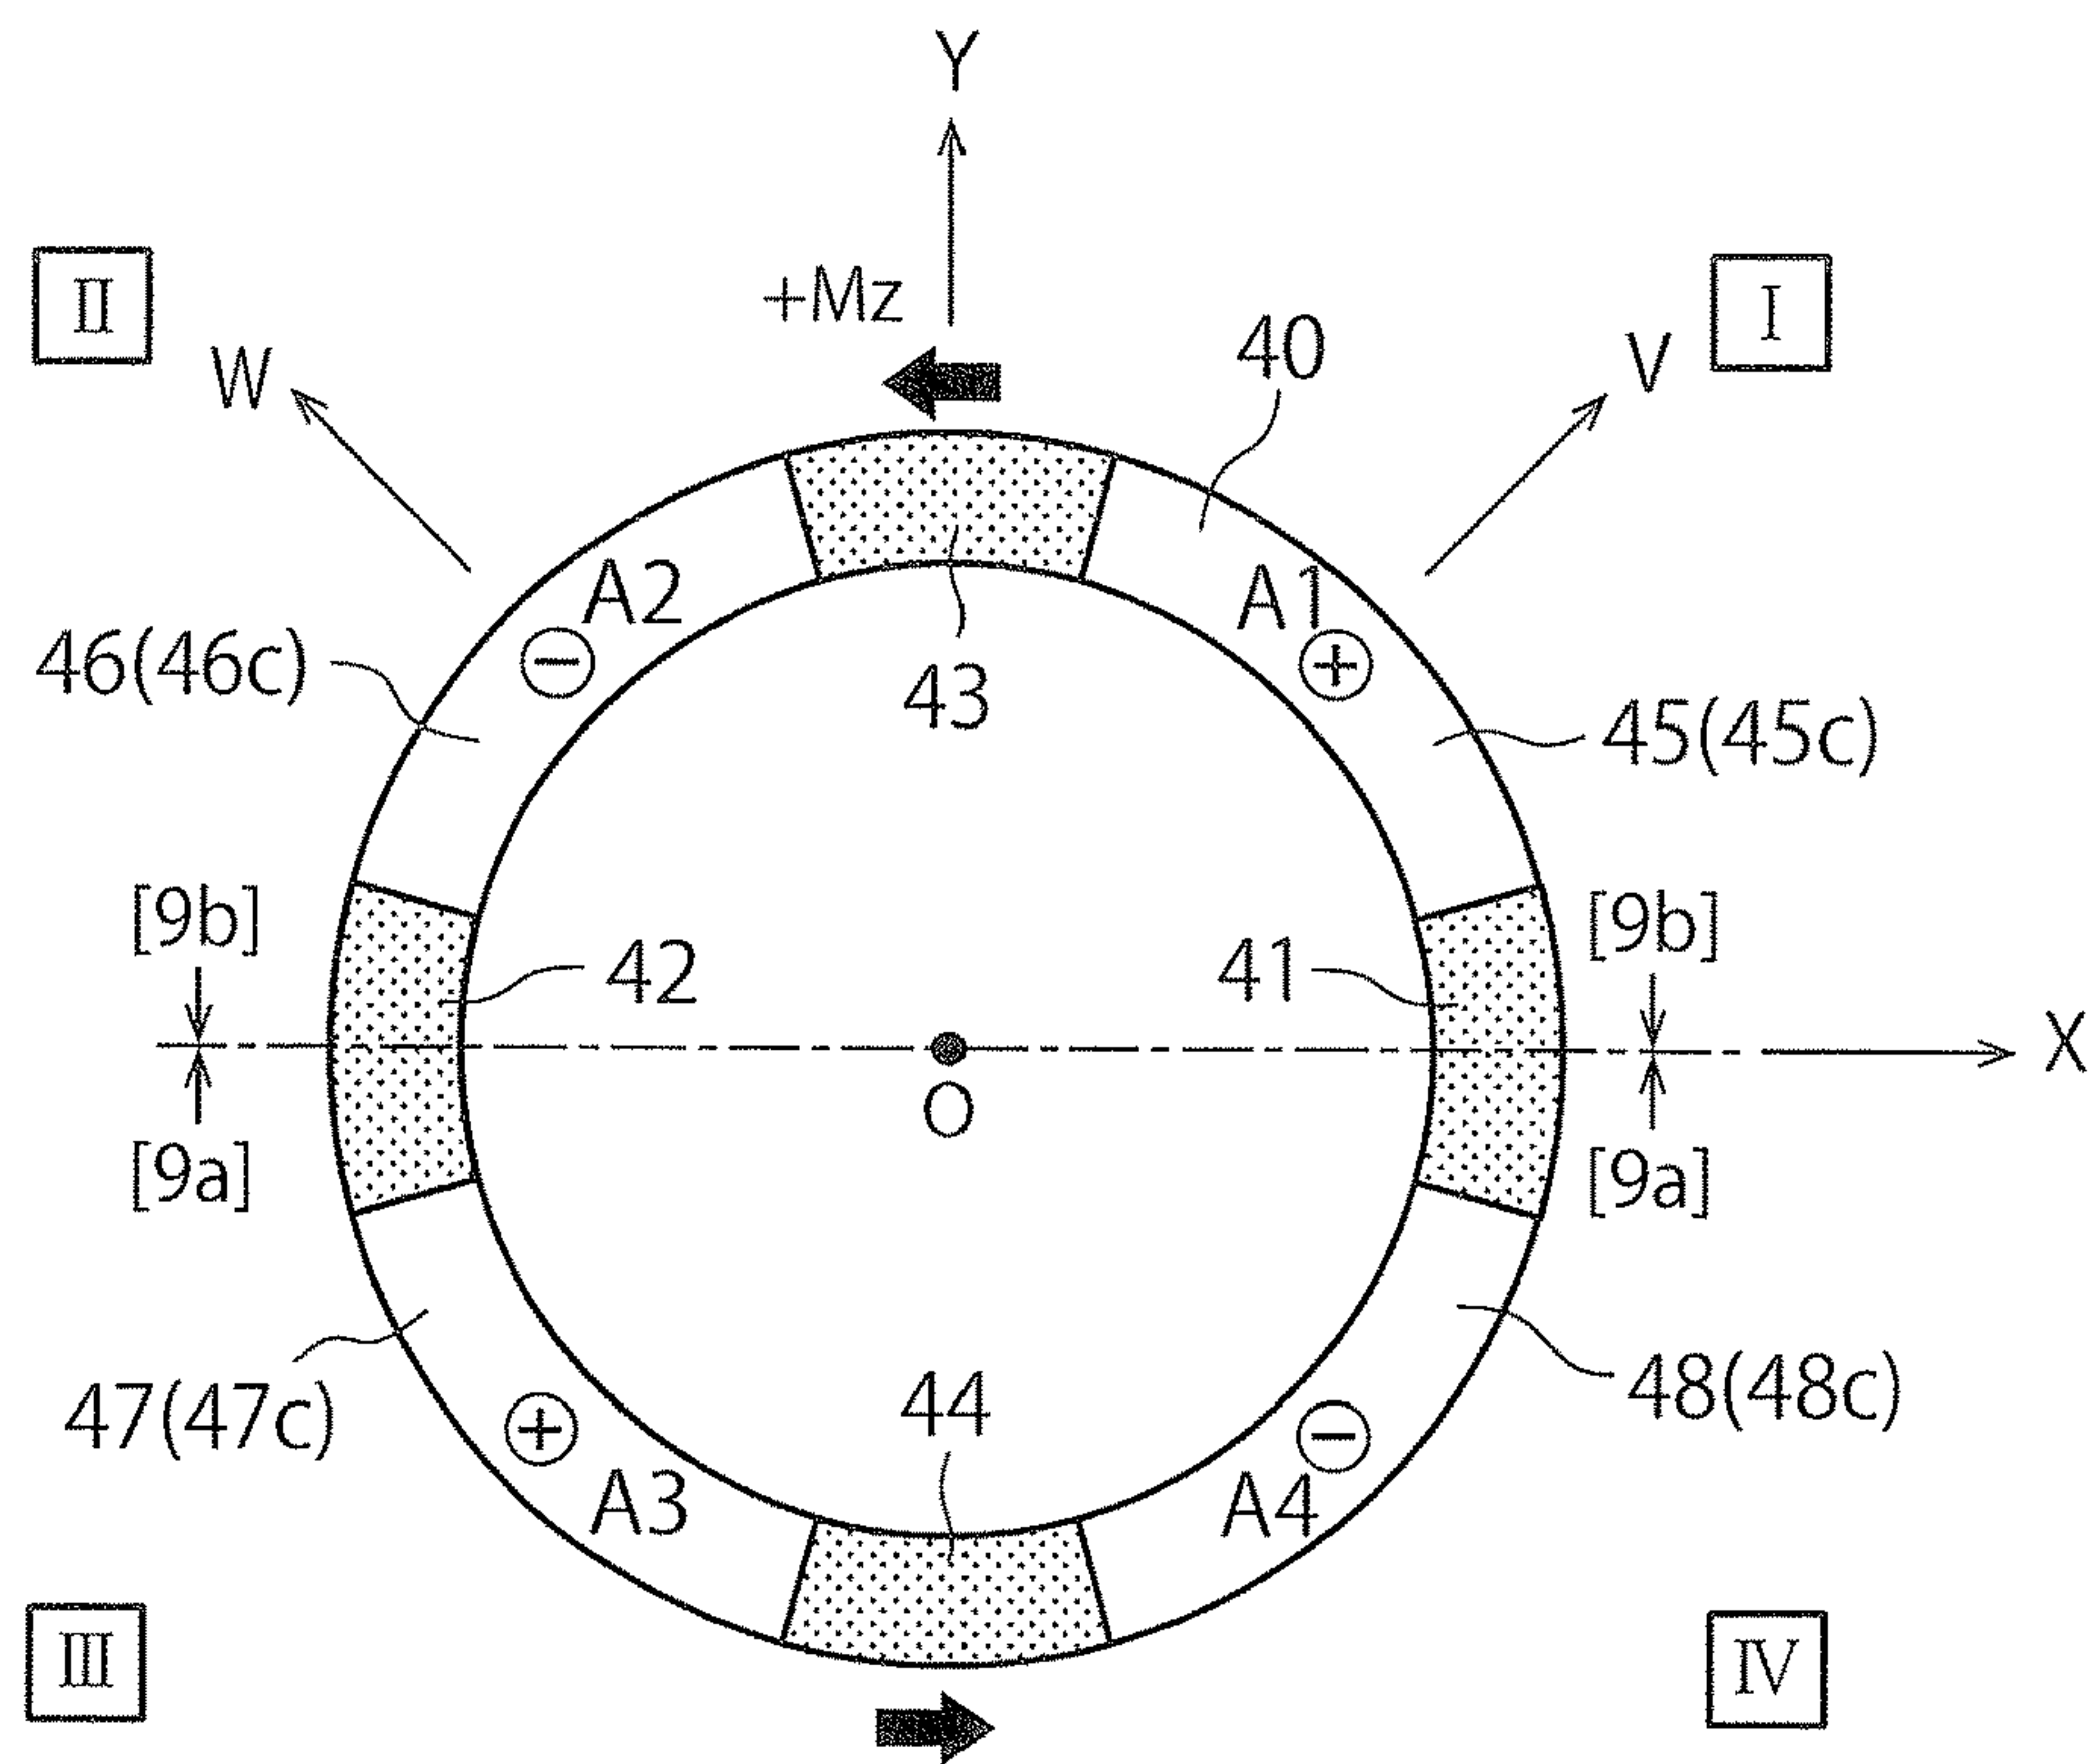 Y
II
+Mz
I
W
40
V
A2
A1
−
+
46(46c)
43
45(45c)
[9b]
42
41
[9b]
X
O
[9a]
[9a]
47(47c)
44
48(48c)
+
−
A3
A4
III
IV